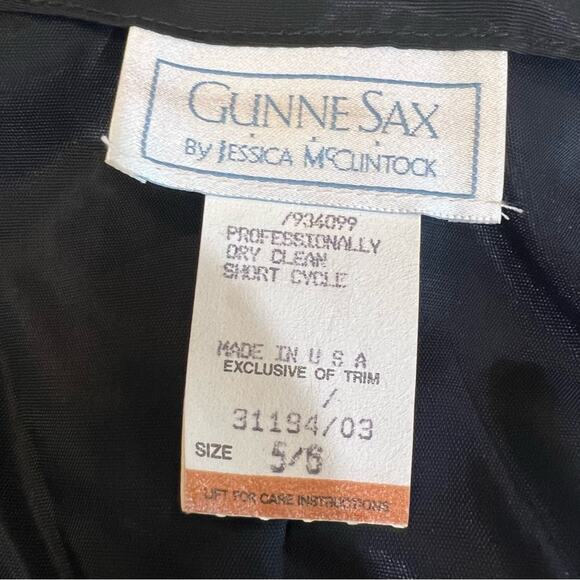 GUNNE SAX
BY JESSICA McCLINTOCK
/934099
PROFESSIONALLY
DRY CLEAN
SHORT CYCLE
MADE IN U S A
EXCLUSIVE OF TRIM
/
31194/03
SIZE 5/6
LIFT FOR CARE INSTRUCTIONS